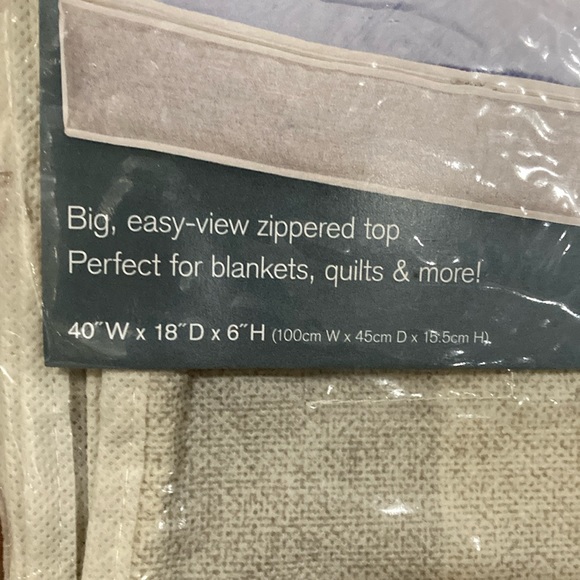 Big, easy-view zippered top
Perfect for blankets, quilts & more!
40″W x 18″D x 6″H (100cm W x 45cm D x 15.5cm H)